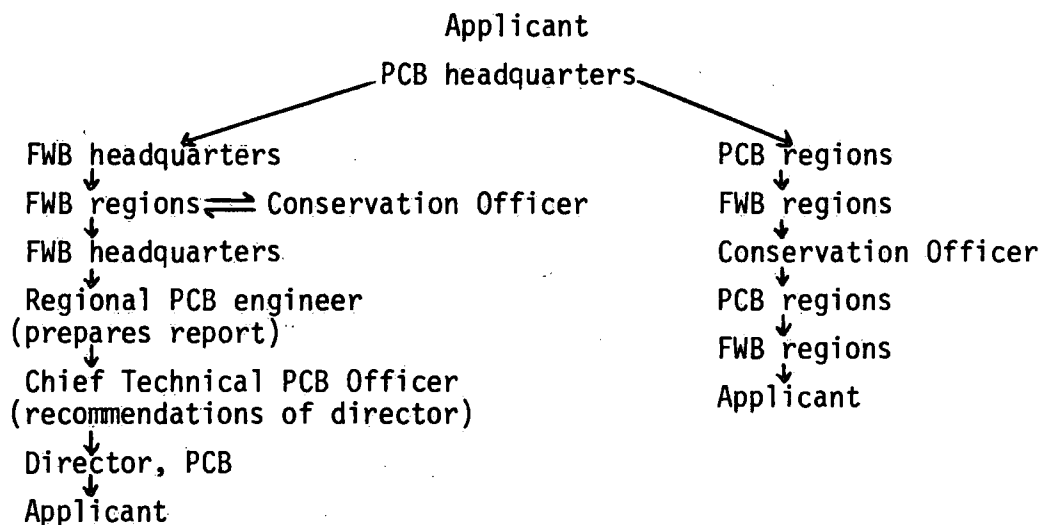 Applicant
PCB headquarters
FWB headquarters
FWB regions Conservation Officer
FWB headquarters
Regional PCB engineer
(prepares report)
Chief Technical PCB Officer
(recommendations of director)
Director, PCB
Applicant
PCB regions
FWB regions
Conservation Officer
PCB regions
FWB regions
Applicant